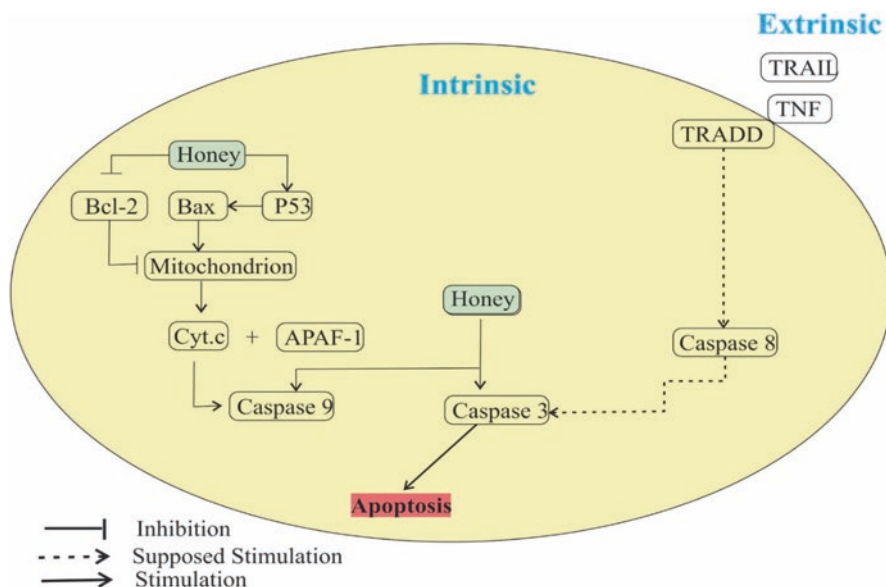 Extrinsic
TRAIL
TNF
TRADD
Intrinsic
Honey
Bcl-2
Bax
P53
Mitochondrion
Honey
Cyt.c + APAF-1
Caspase 8
Caspase 9
Caspase 3
Apoptosis
Inhibition
Supposed Stimulation
Stimulation